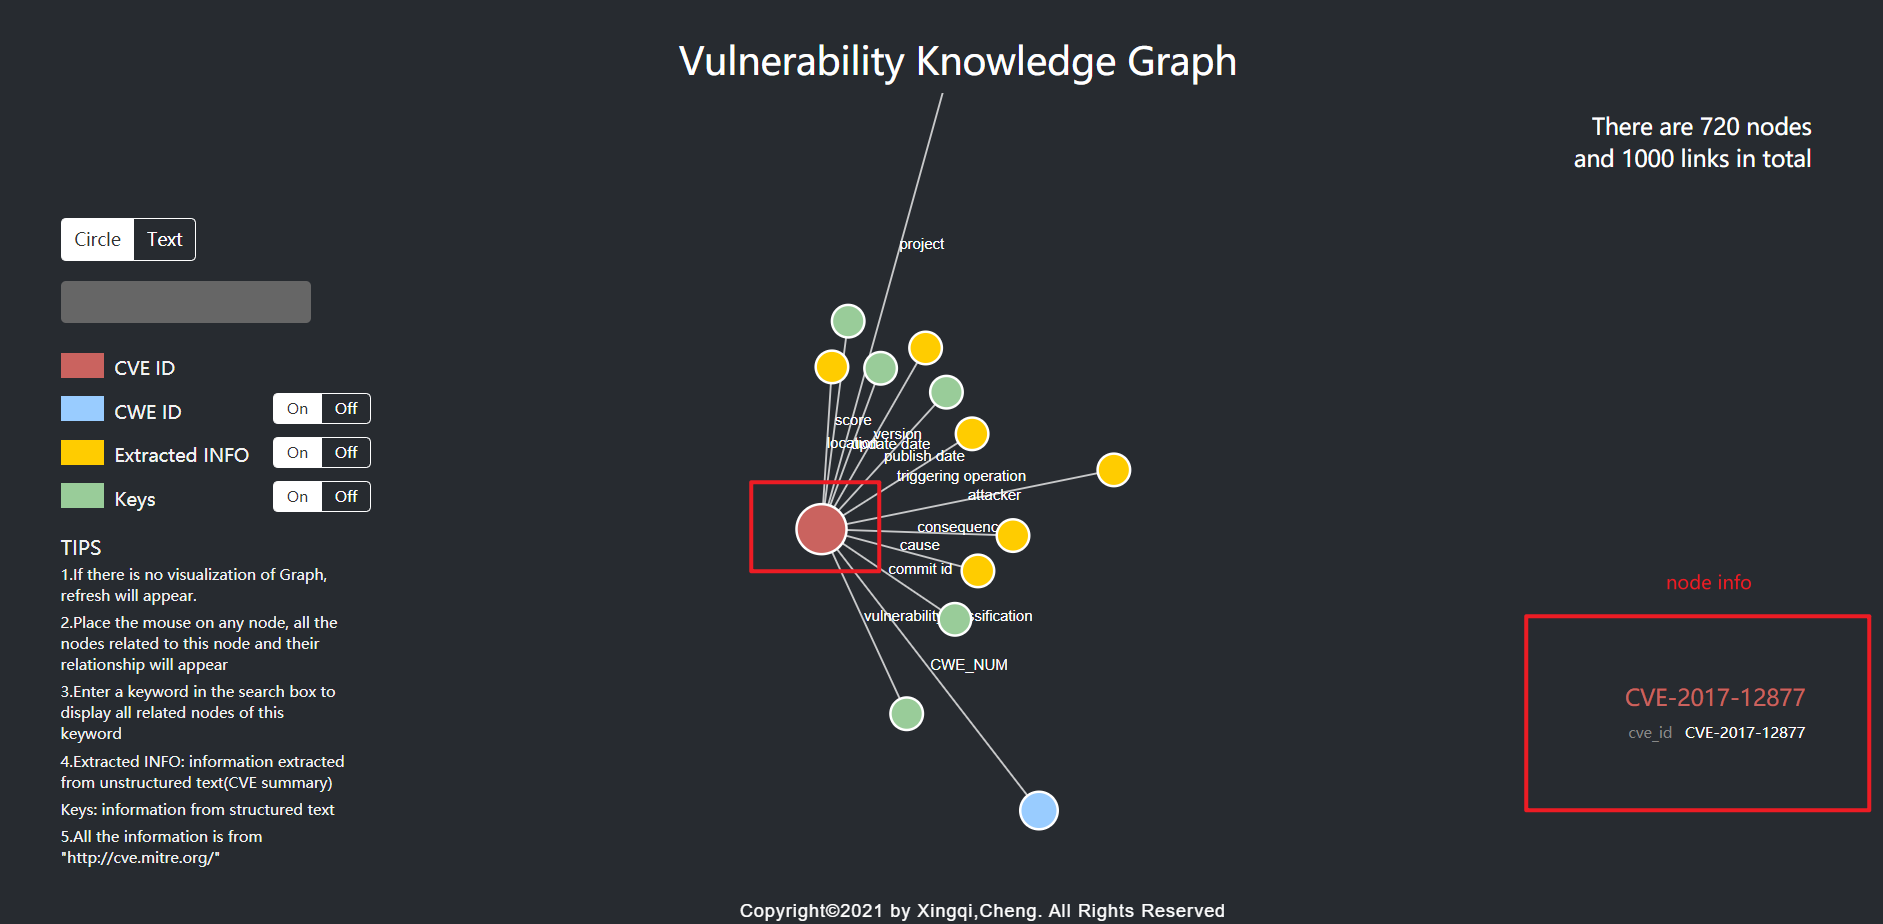 Vulnerability Knowledge Graph
There are 720 nodes
and 1000 links in total
Circle Text
CVE ID
CWE ID On Off
Extracted INFO On Off
Keys On Off
TIPS
1.If there is no visualization of Graph,
refresh will appear.
2.Place the mouse on any node, all the
nodes related to this node and their
relationship will appear
3.Enter a keyword in the search box to
display all related nodes of this
keyword
4.Extracted INFO: information extracted
from unstructured text(CVE summary)
Keys: information from structured text
5.All the information is from
"http://cve.mitre.org/"
project
score
version
location
update date
publish date
triggering operation
attacker
consequenc
cause
commit id
vulnerability
ssification
CWE_NUM
node info
CVE-2017-12877
cve_id CVE-2017-12877
Copyright©2021 by Xingqi,Cheng. All Rights Reserved